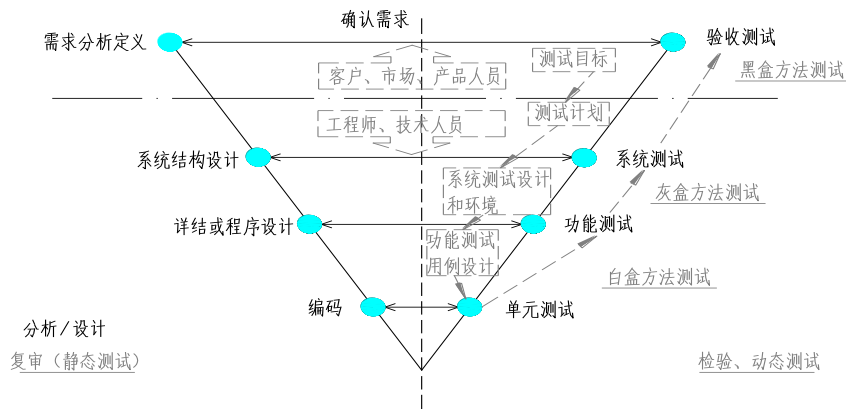 确认需求
需求分析定义
验收测试
测试目标
客户、市场、产品人员
黑盒方法测试
工程师、技术人员
测试计划
系统结构设计
系统测试
系统测试设计
和环境
灰盒方法测试
详结或程序设计
功能测试
功能测试
用例设计
白盒方法测试
编码
单元测试
分析/设计
复审（静态测试）
检验、动态测试